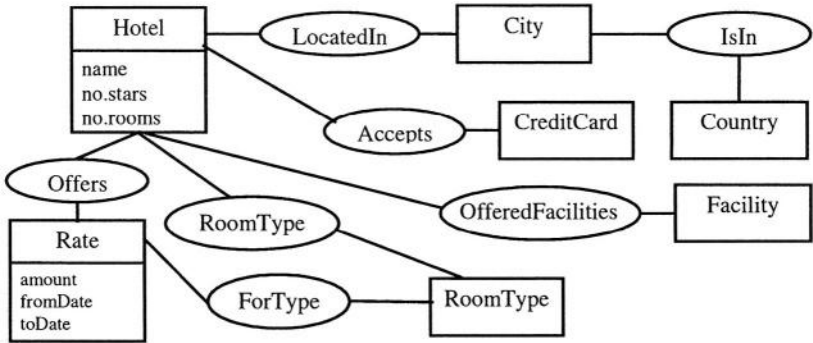 Hotel
name
no.stars
no.rooms
LocatedIn
City
IsIn
Accepts
CreditCard
Country
Offers
RoomType
OfferedFacilities
Facility
Rate
amount
fromDate
toDate
ForType
RoomType